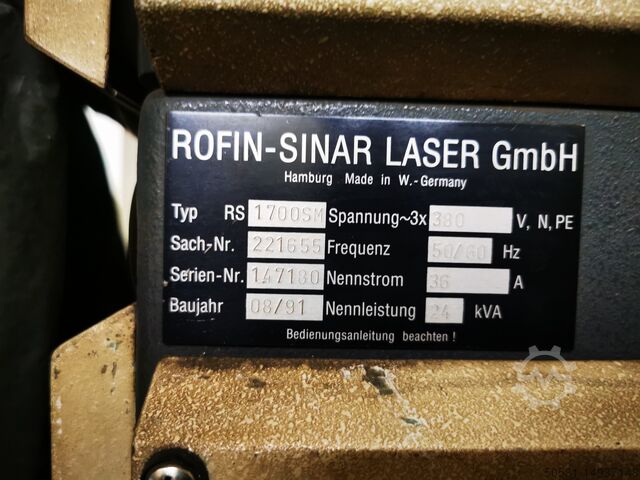 ROFIN-SINAR LASER GmbH
Hamburg Made in W.-Germany
Typ RS 1700SM Spannung~3x 380 V, N, PE
Sach-Nr. 221655 Frequenz 50/60 Hz
Serien-Nr. 147180 Nennstrom 36 A
Baujahr 08/91 Nennleistung 24 kVA
Bedienungsanleitung beachten !